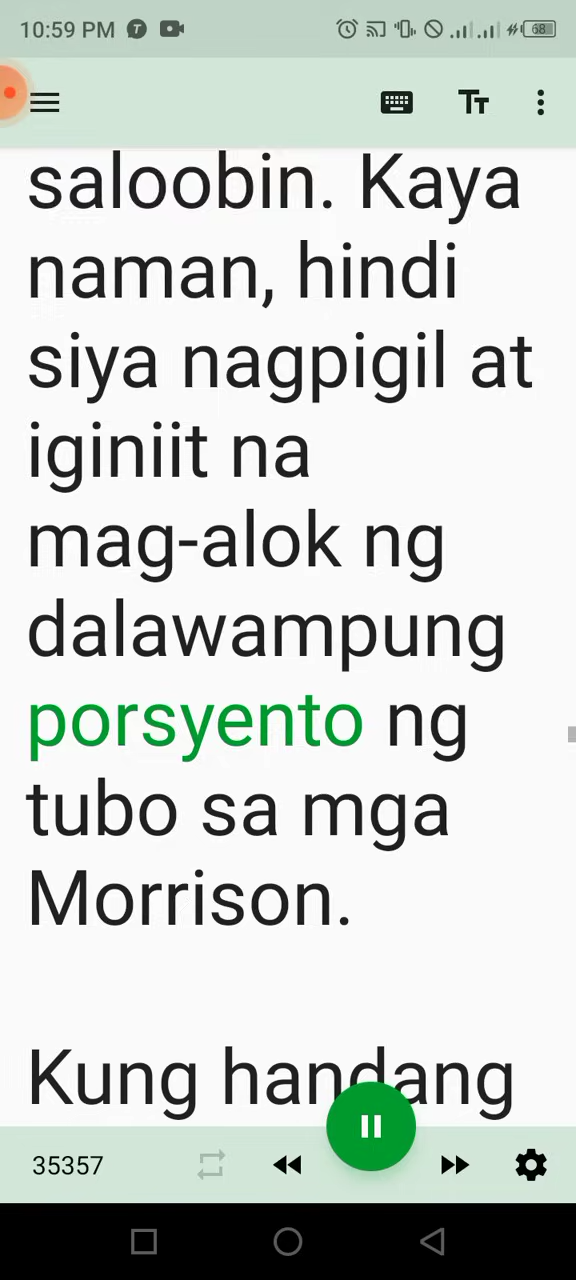 10:59 PM
68
saloobin. Kaya
naman, hindi
siya nagpigil at
iginiit na
mag-alok ng
dalawampung
porsyento ng
tubo sa mga
Morrison.
Kung handang
35357